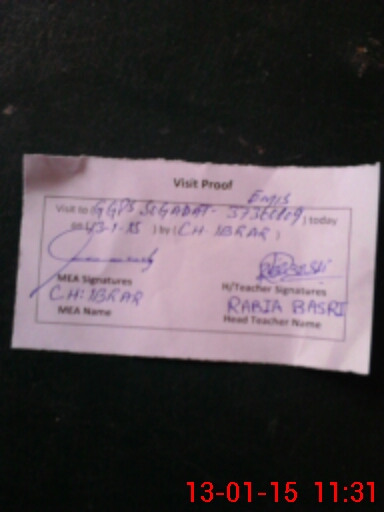 Visit Proof
EMIS
Visit to (GGPS SEGADAT- ) today
on (13-1-15 ) by (CH IBRAR )
MEA Signatures H/Teacher Signatures
CH: IBRAR RABIA BASRI
MEA Name Head Teacher Name
13-01-15 11:31